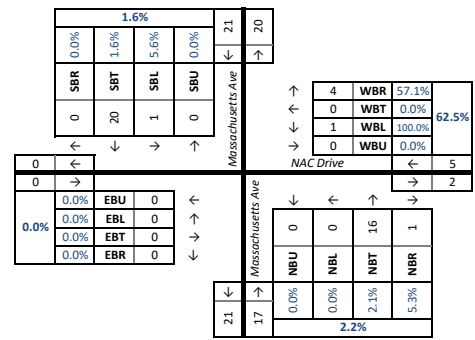 1.6%
21
20
0.0%
1.6%
5.6%
0.0%
↓
↑
SBR
SBT
SBL
SBU
Massachusetts Ave
0
20
1
0
← ↓ → ↑
↑ 4 WBR 57.1%
← 0 WBT 0.0%
↓ 1 WBL 100.0%
→ 0 WBU 0.0%
62.5%
0 ←
NAC Drive
← 5
0 →
→ 2
0.0%
0.0% EBU 0 ←
0.0% EBL 0 ↑
0.0% EBT 0 →
0.0% EBR 0 ↓
Massachusetts Ave
↓ ← ↑ →
0
0
16
1
NBU
NBL
NBT
NBR
↓
↑
0.0%
0.0%
2.1%
5.3%
21
17
2.2%